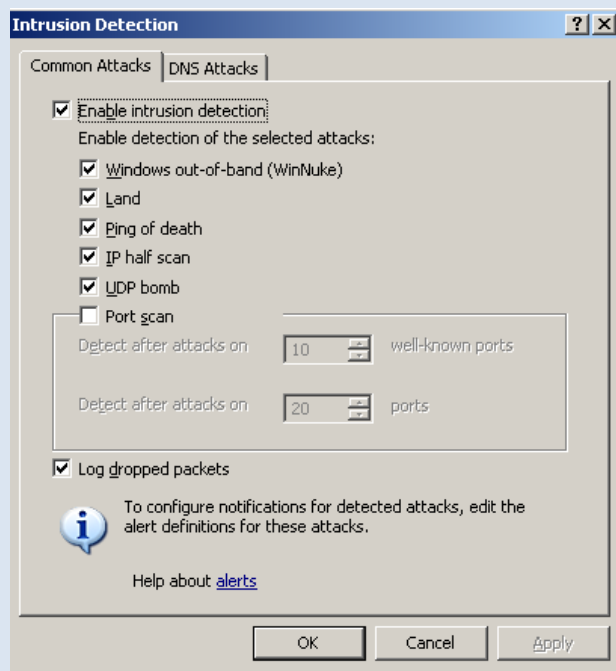 Intrusion Detection
Common Attacks DNS Attacks
Enable intrusion detection
Enable detection of the selected attacks:
Windows out-of-band (WinNuke)
Land
Ping of death
IP half scan
UDP bomb
Port scan
Detect after attacks on 10 well-known ports
Detect after attacks on 20 ports
Log dropped packets
To configure notifications for detected attacks, edit the
alert definitions for these attacks.
Help about alerts
OK Cancel Apply